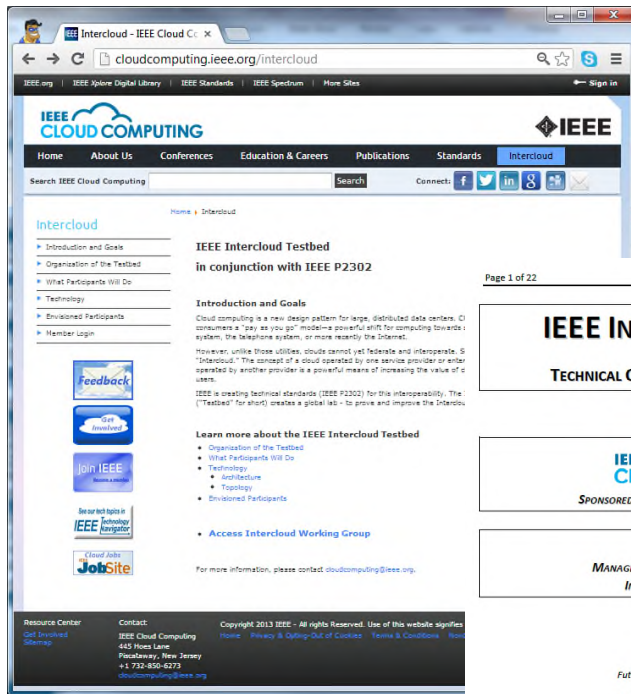 Intercloud - IEEE Cloud Co
cloudcomputing.ieee.org/intercloud
IEEE.org | IEEE Xplore Digital Library | IEEE Standards | IEEE Spectrum | More Sites
Sign in
IEEE
CLOUD COMPUTING
IEEE
Home About Us Conferences Education & Careers Publications Standards Intercloud
Search IEEE Cloud Computing Search Connect:
Home Intercloud
Intercloud
Introduction and Goals
Organization of the Testbed
What Participants Will Do
Technology
Envisioned Participants
Member Login
Feedback
Get Involved
Join IEEE
Become a member
See our tech topics in
IEEE Technology Navigator
Cloud Jobs
JobSite
IEEE Intercloud Testbed
in conjunction with IEEE P2302
Introduction and Goals
Cloud computing is a new design pattern for large, distributed data centers.
consumers a "pay as you go" model—a powerful shift for computing towards
system, the telephone system, or more recently the Internet.
However, unlike those utilities, clouds cannot yet federate and interoperate. S
"Intercloud." The concept of a cloud operated by one service provider or enter
operated by another provider is a powerful means of increasing the value of
users.
IEEE is creating technical standards (IEEE P2302) for this interoperability. The
("Testbed" for short) creates a global lab - to prove and improve the Interclou
Learn more about the IEEE Intercloud Testbed
• Organization of the Testbed
• What Participants Will Do
• Technology
• Architecture
• Topology
• Envisioned Participants
• Access Intercloud Working Group
For more information, please contact cloudcomputing@ieee.org.
Page 1 of 22
IEEE IN
TECHNICAL
IEE
SPONSORED
MANAG
Fut
Resource Center
Get Involved
Sitemap
Contact
IEEE Cloud Computing
445 Hoes Lane
Piscataway, New Jersey
+1 732-850-6273
cloudcomputing@ieee.org
Copyright 2013 IEEE - All rights Reserved. Use of this website signifies
Home Privacy & Opting-Out of Cookies Terms & Conditions